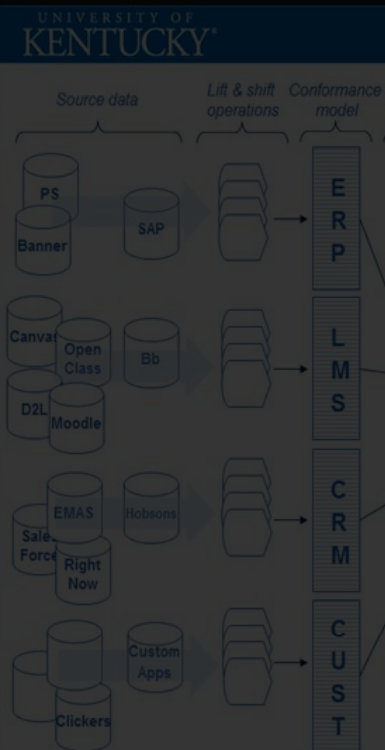 UNIVERSITY OF
KENTUCKY®
Source data
Lift & shift
operations
Conformance
model
PS
Banner
SAP
E
R
P
Canvas
Open
Class
Bb
D2L
Moodle
L
M
S
EMAS
Hobsons
Sales
Force
Right
Now
C
R
M
Custom
Apps
Clickers
C
U
S
T